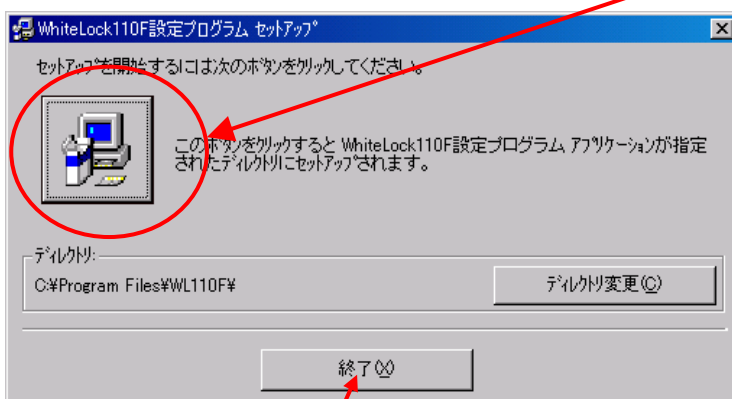 WhiteLock110F設定プログラム ｾｯﾄｱｯﾌﾟ
ｾｯﾄｱｯﾌﾟを開始するには次のﾎﾞﾀﾝをｸﾘｯｸしてください。
このﾎﾞﾀﾝをｸﾘｯｸすると WhiteLock110F設定プログラム ｱﾌﾟﾘｹｰｼｮﾝが指定
されたﾃﾞｨﾚｸﾄﾘにｾｯﾄｱｯﾌﾟされます。
ﾃﾞｨﾚｸﾄﾘ:
C:¥Program Files¥WL110F¥
ﾃﾞｨﾚｸﾄﾘ変更(C)
終了(X)